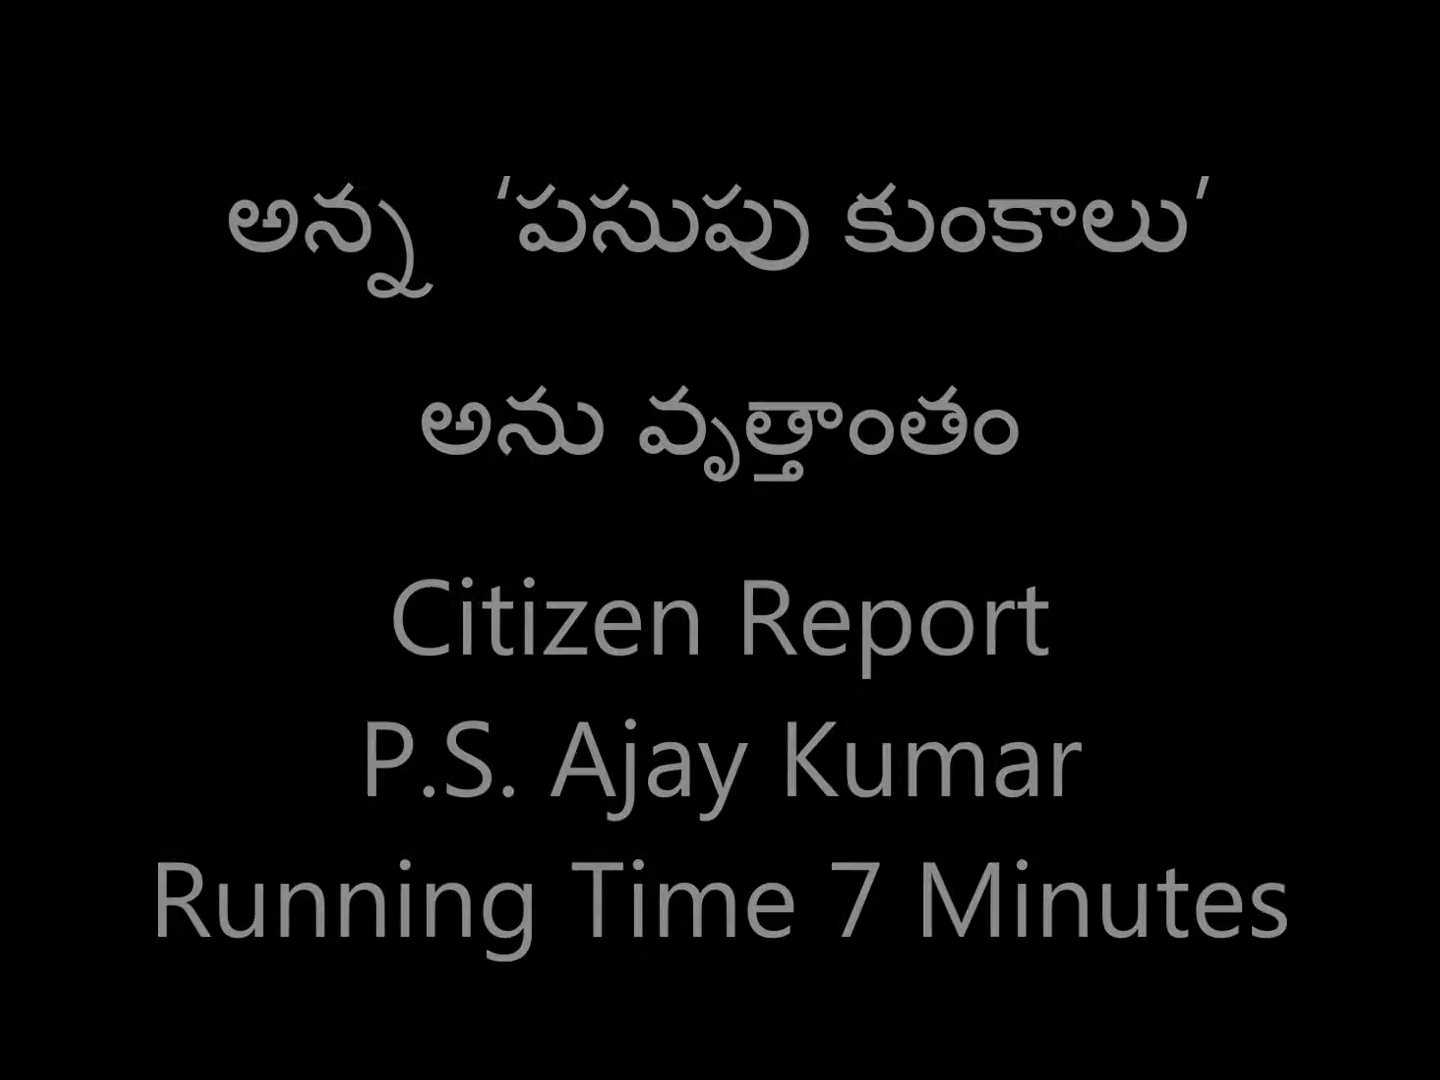 అన్న ‘పసుపు కుంకాలు’
అను వృత్తాంతం
Citizen Report
P.S. Ajay Kumar
Running Time 7 Minutes